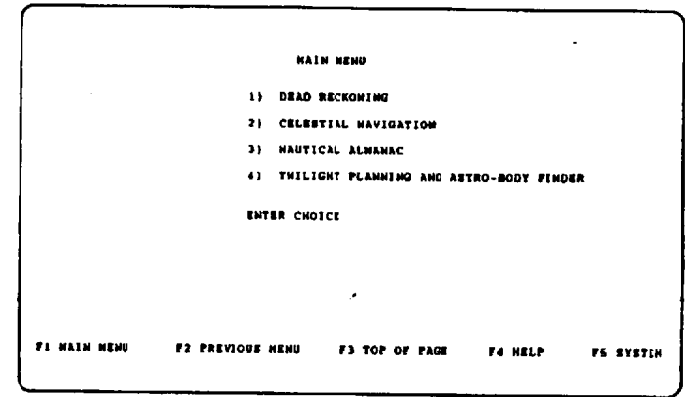 MAIN MENU
1) DEAD RECKONING
2) CELESTIAL NAVIGATION
3) NAUTICAL ALMANAC
4) TWILIGHT PLANNING AND ASTRO-BODY FINDER
ENTER CHOICE
F1 MAIN MENU F2 PREVIOUS MENU F3 TOP OF PAGE F4 HELP F5 SYSTEM